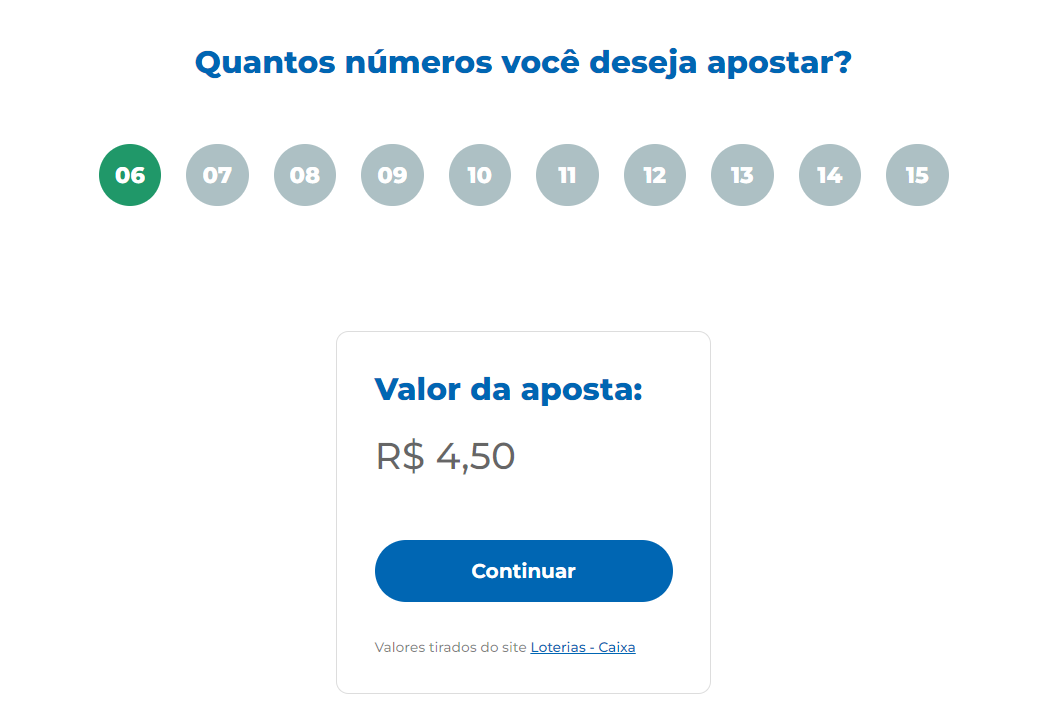 Quantos números você deseja apostar?
06 07 08 09 10 11 12 13 14 15
Valor da aposta:
R$ 4,50
Continuar
Valores tirados do site Loterias - Caixa